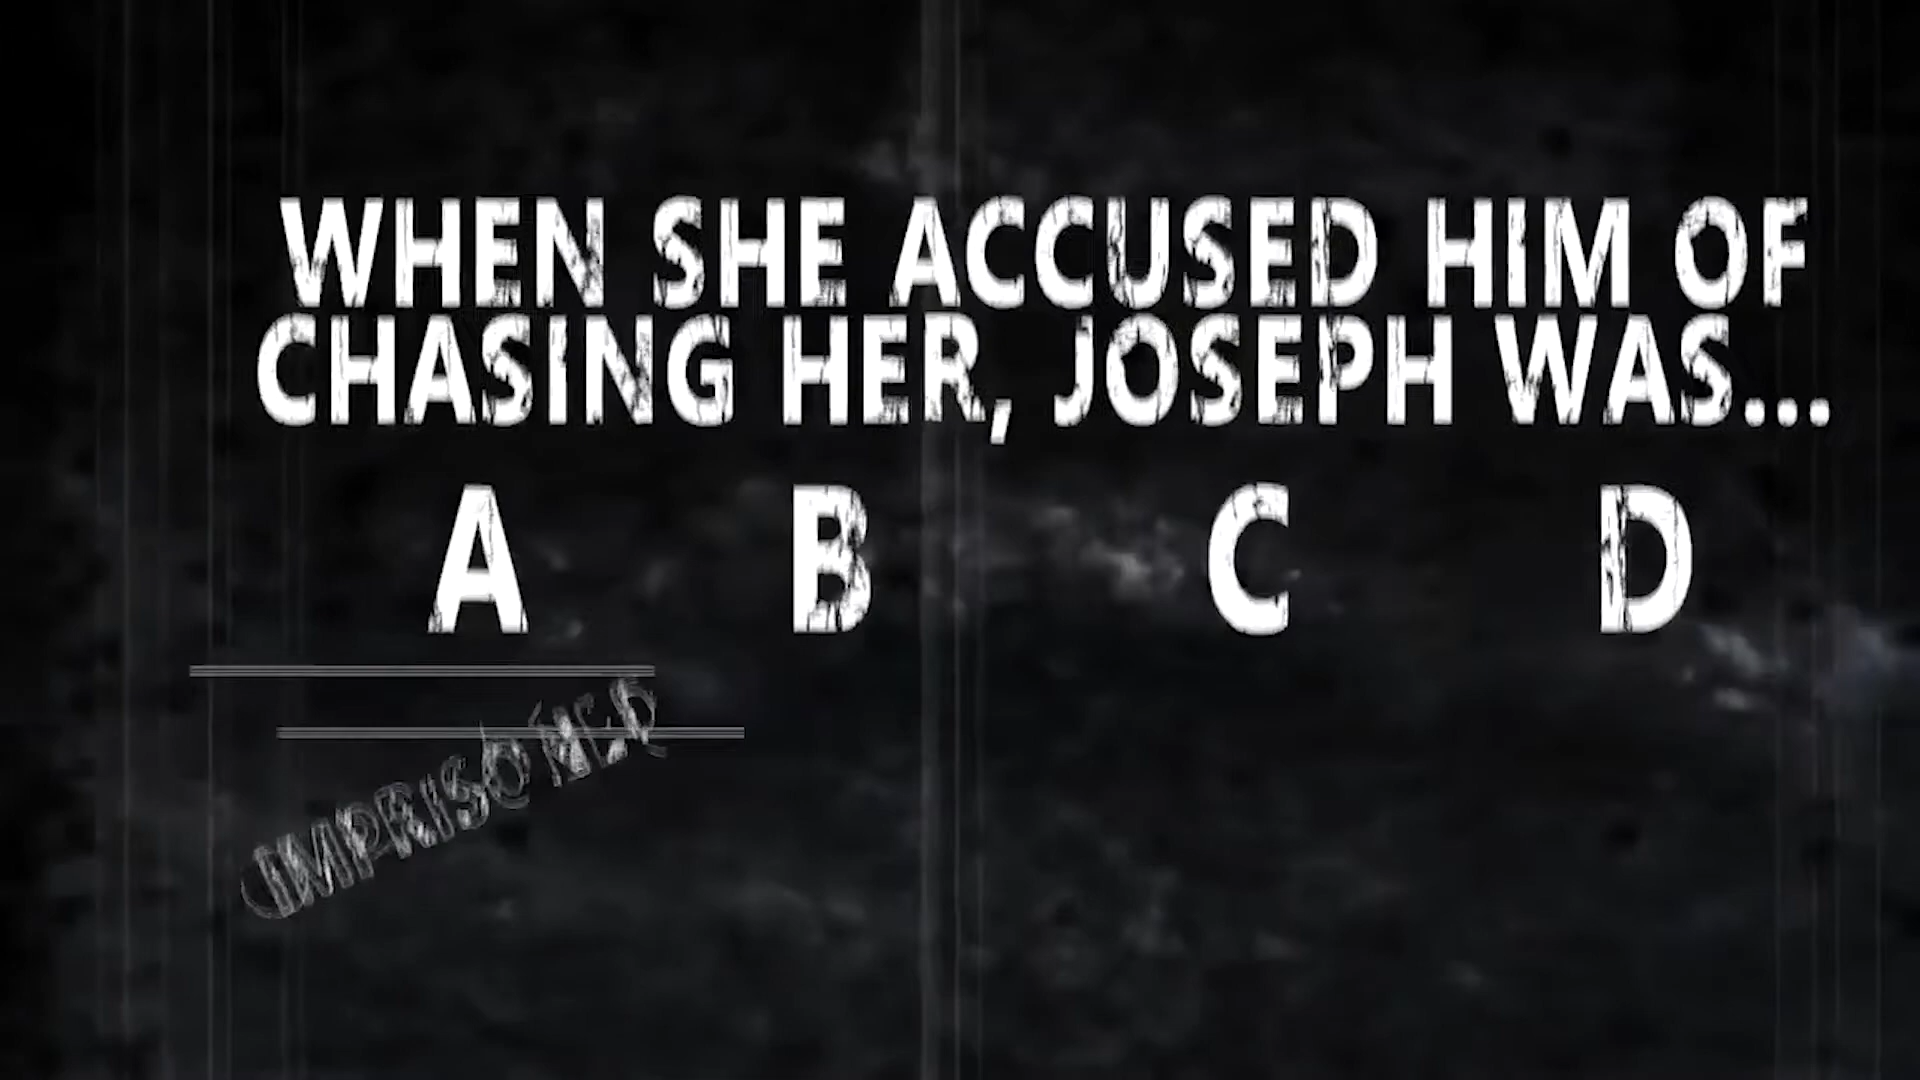 WHEN SHE ACCUSED HIM OF
CHASING HER, JOSEPH WAS...
A B C D
IMPRISONED